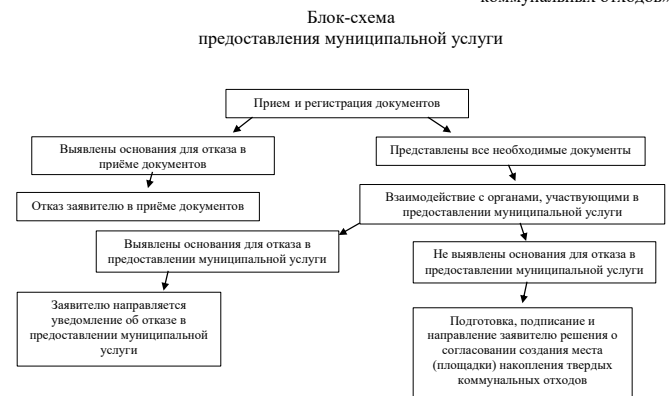 коммунальных отходов»
Блок-схема
предоставления муниципальной услуги
Прием и регистрация документов
Выявлены основания для отказа в
приёме документов
Представлены все необходимые документы
Отказ заявителю в приёме документов
Взаимодействие с органами, участвующими в
предоставлении муниципальной услуги
Выявлены основания для отказа в
предоставлении муниципальной услуги
Не выявлены основания для отказа в
предоставлении муниципальной услуги
Заявителю направляется
уведомление об отказе в
предоставлении муниципальной
услуги
Подготовка, подписание и
направление заявителю решения о
согласовании создания места
(площадки) накопления твердых
коммунальных отходов